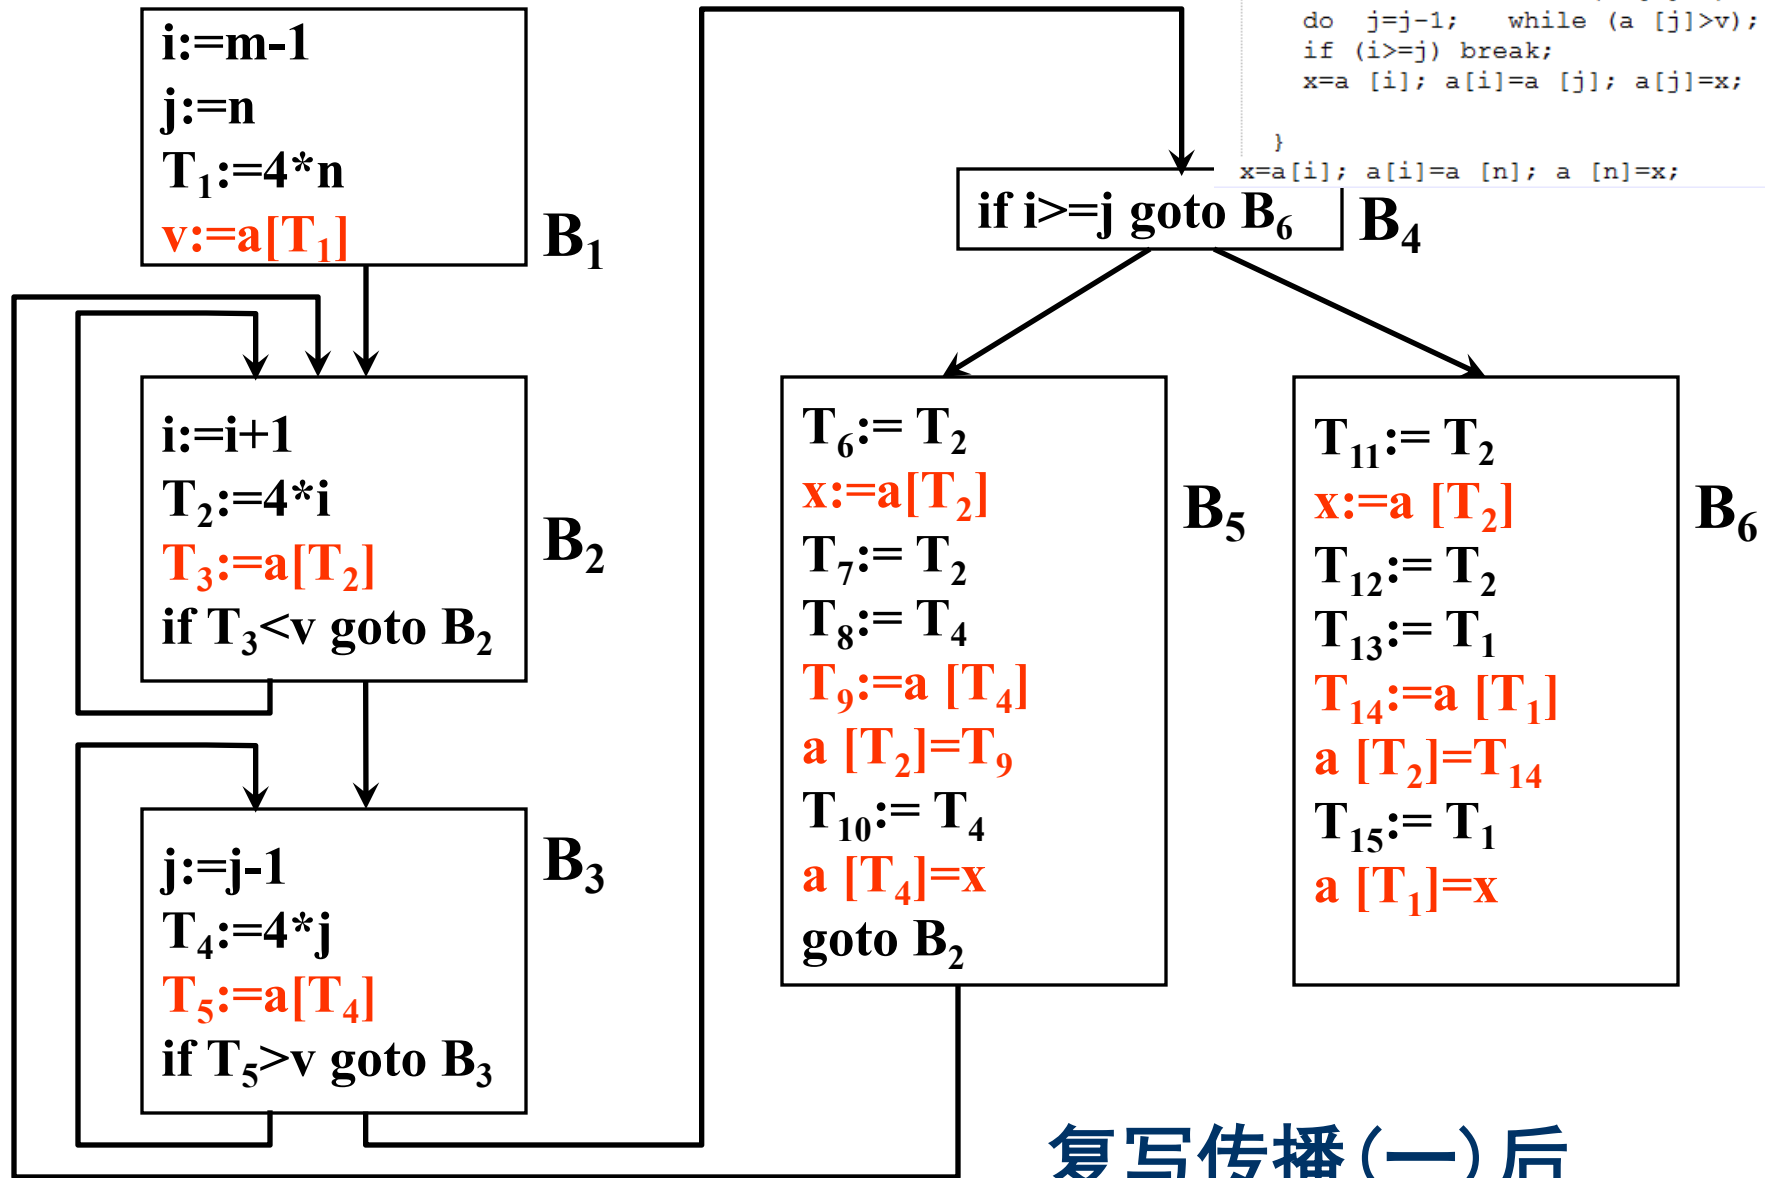 i:=m-1
j:=n
T₁:=4*n
v:=a[T₁]
B₁
i:=i+1
T₂:=4*i
T₃:=a[T₂]
if T₃<v goto B₂
B₂
j:=j-1
T₄:=4*j
T₅:=a[T₄]
if T₅>v goto B₃
B₃
do j=j-1; while (a [j]>v);
if (i>=j) break;
x=a [i]; a[i]=a [j]; a[j]=x;
}
x=a[i]; a[i]=a [n]; a [n]=x;
if i>=j goto B₆
B₄
T₆:= T₂
x:=a[T₂]
T₇:= T₂
T₈:= T₄
T₉:=a [T₄]
a [T₂]=T₉
T₁₀:= T₄
a [T₄]=x
goto B₂
B₅
T₁₁:= T₂
x:=a [T₂]
T₁₂:= T₂
T₁₃:= T₁
T₁₄:=a [T₁]
a [T₂]=T₁₄
T₁₅:= T₁
a [T₁]=x
B₆
复写传播(一)后